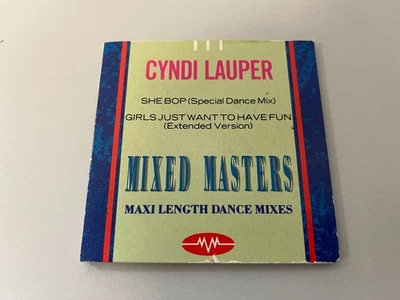 CYNDI LAUPER
SHE BOP (Special Dance Mix)
GIRLS JUST WANT TO HAVE FUN
(Extended Version)
MIXED MASTERS
MAXI LENGTH DANCE MIXES